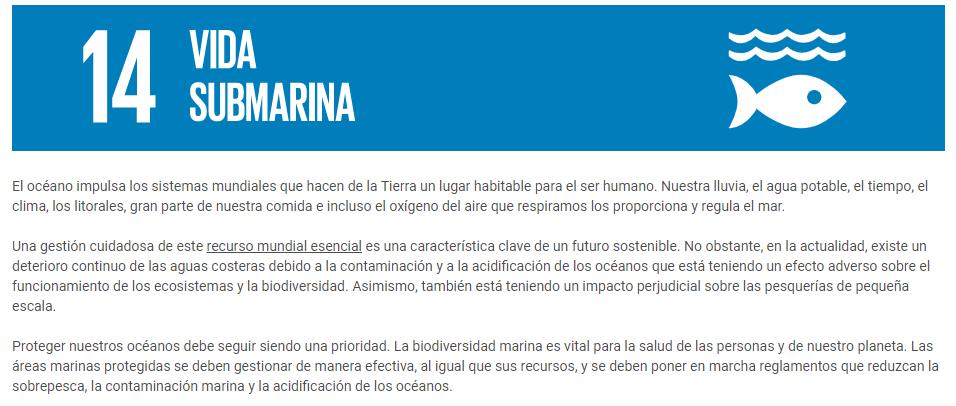 14
VIDA
SUBMARINA
El océano impulsa los sistemas mundiales que hacen de la Tierra un lugar habitable para el ser humano. Nuestra lluvia, el agua potable, el tiempo, el
clima, los litorales, gran parte de nuestra comida e incluso el oxígeno del aire que respiramos los proporciona y regula el mar.
Una gestión cuidadosa de este recurso mundial esencial es una característica clave de un futuro sostenible. No obstante, en la actualidad, existe un
deterioro continuo de las aguas costeras debido a la contaminación y a la acidificación de los océanos que está teniendo un efecto adverso sobre el
funcionamiento de los ecosistemas y la biodiversidad. Asimismo, también está teniendo un impacto perjudicial sobre las pesquerías de pequeña
escala.
Proteger nuestros océanos debe seguir siendo una prioridad. La biodiversidad marina es vital para la salud de las personas y de nuestro planeta. Las
áreas marinas protegidas se deben gestionar de manera efectiva, al igual que sus recursos, y se deben poner en marcha reglamentos que reduzcan la
sobrepesca, la contaminación marina y la acidificación de los océanos.